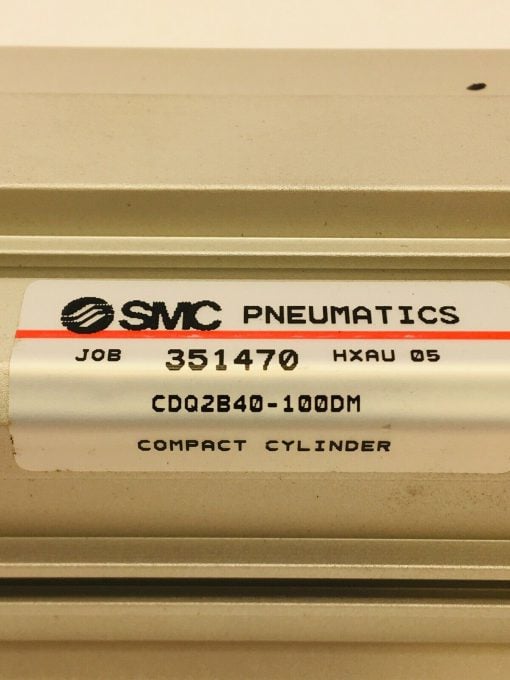 SMC PNEUMATICS
JOB 351470 HXAU 05
CDQ2B40-100DM
COMPACT CYLINDER